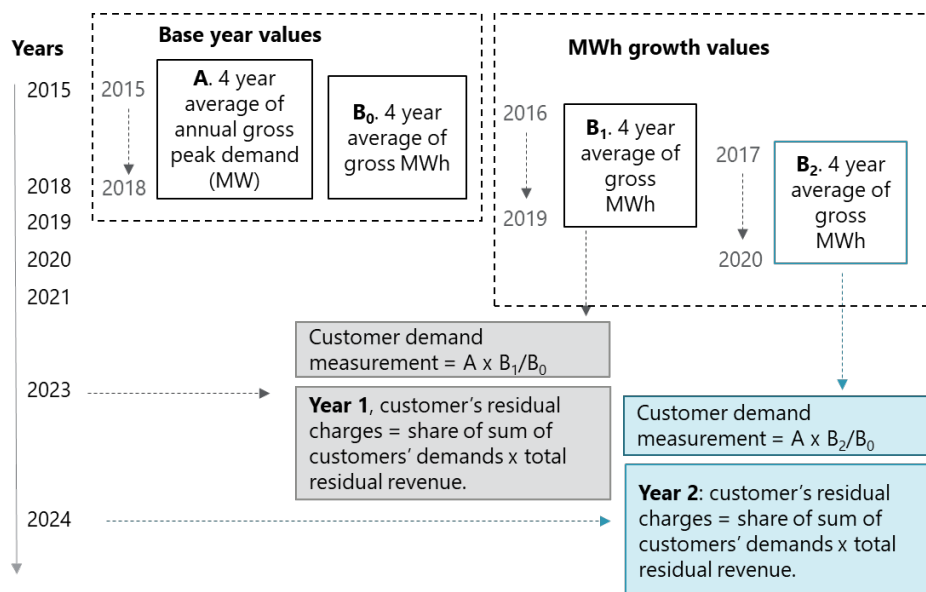 Years
2015
2018
2019
2020
2021
2023
2024
Base year values
2015
2018
A. 4 year
average of
annual gross
peak demand
(MW)
B₀. 4 year
average of
gross MWh
MWh growth values
2016
2019
B₁. 4 year
average of
gross
MWh
2017
2020
B₂. 4 year
average of
gross
MWh
Customer demand
measurement = A x B₁/B₀
Year 1, customer’s residual
charges = share of sum of
customers’ demands x total
residual revenue.
Customer demand
measurement = A x B₂/B₀
Year 2: customer’s residual
charges = share of sum of
customers’ demands x total
residual revenue.